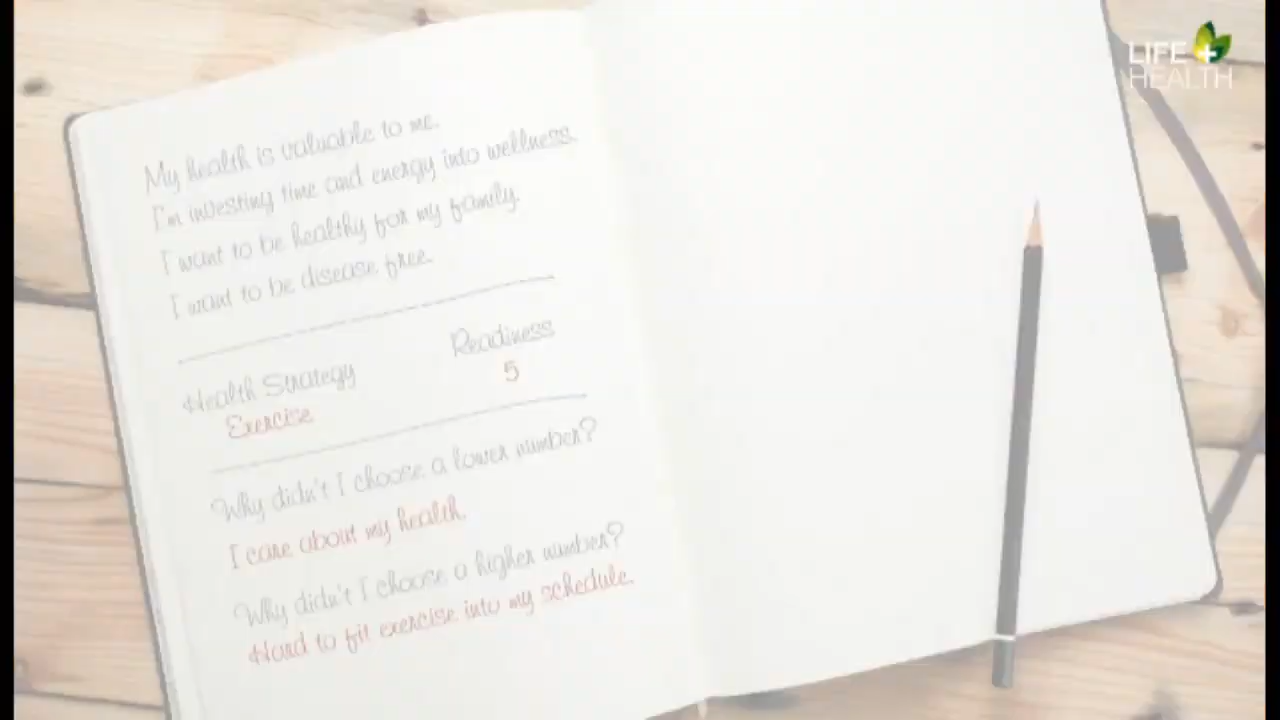 LIFE +
HEALTH
My health is valuable to me.
I'm investing time and energy into wellness.
I want to be healthy for my family.
I want to be disease free.
Health Strategy Readiness
Exercise 5
Why didn't I choose a lower number?
I care about my health.
Why didn't I choose a higher number?
Hard to fit exercise into my schedule.